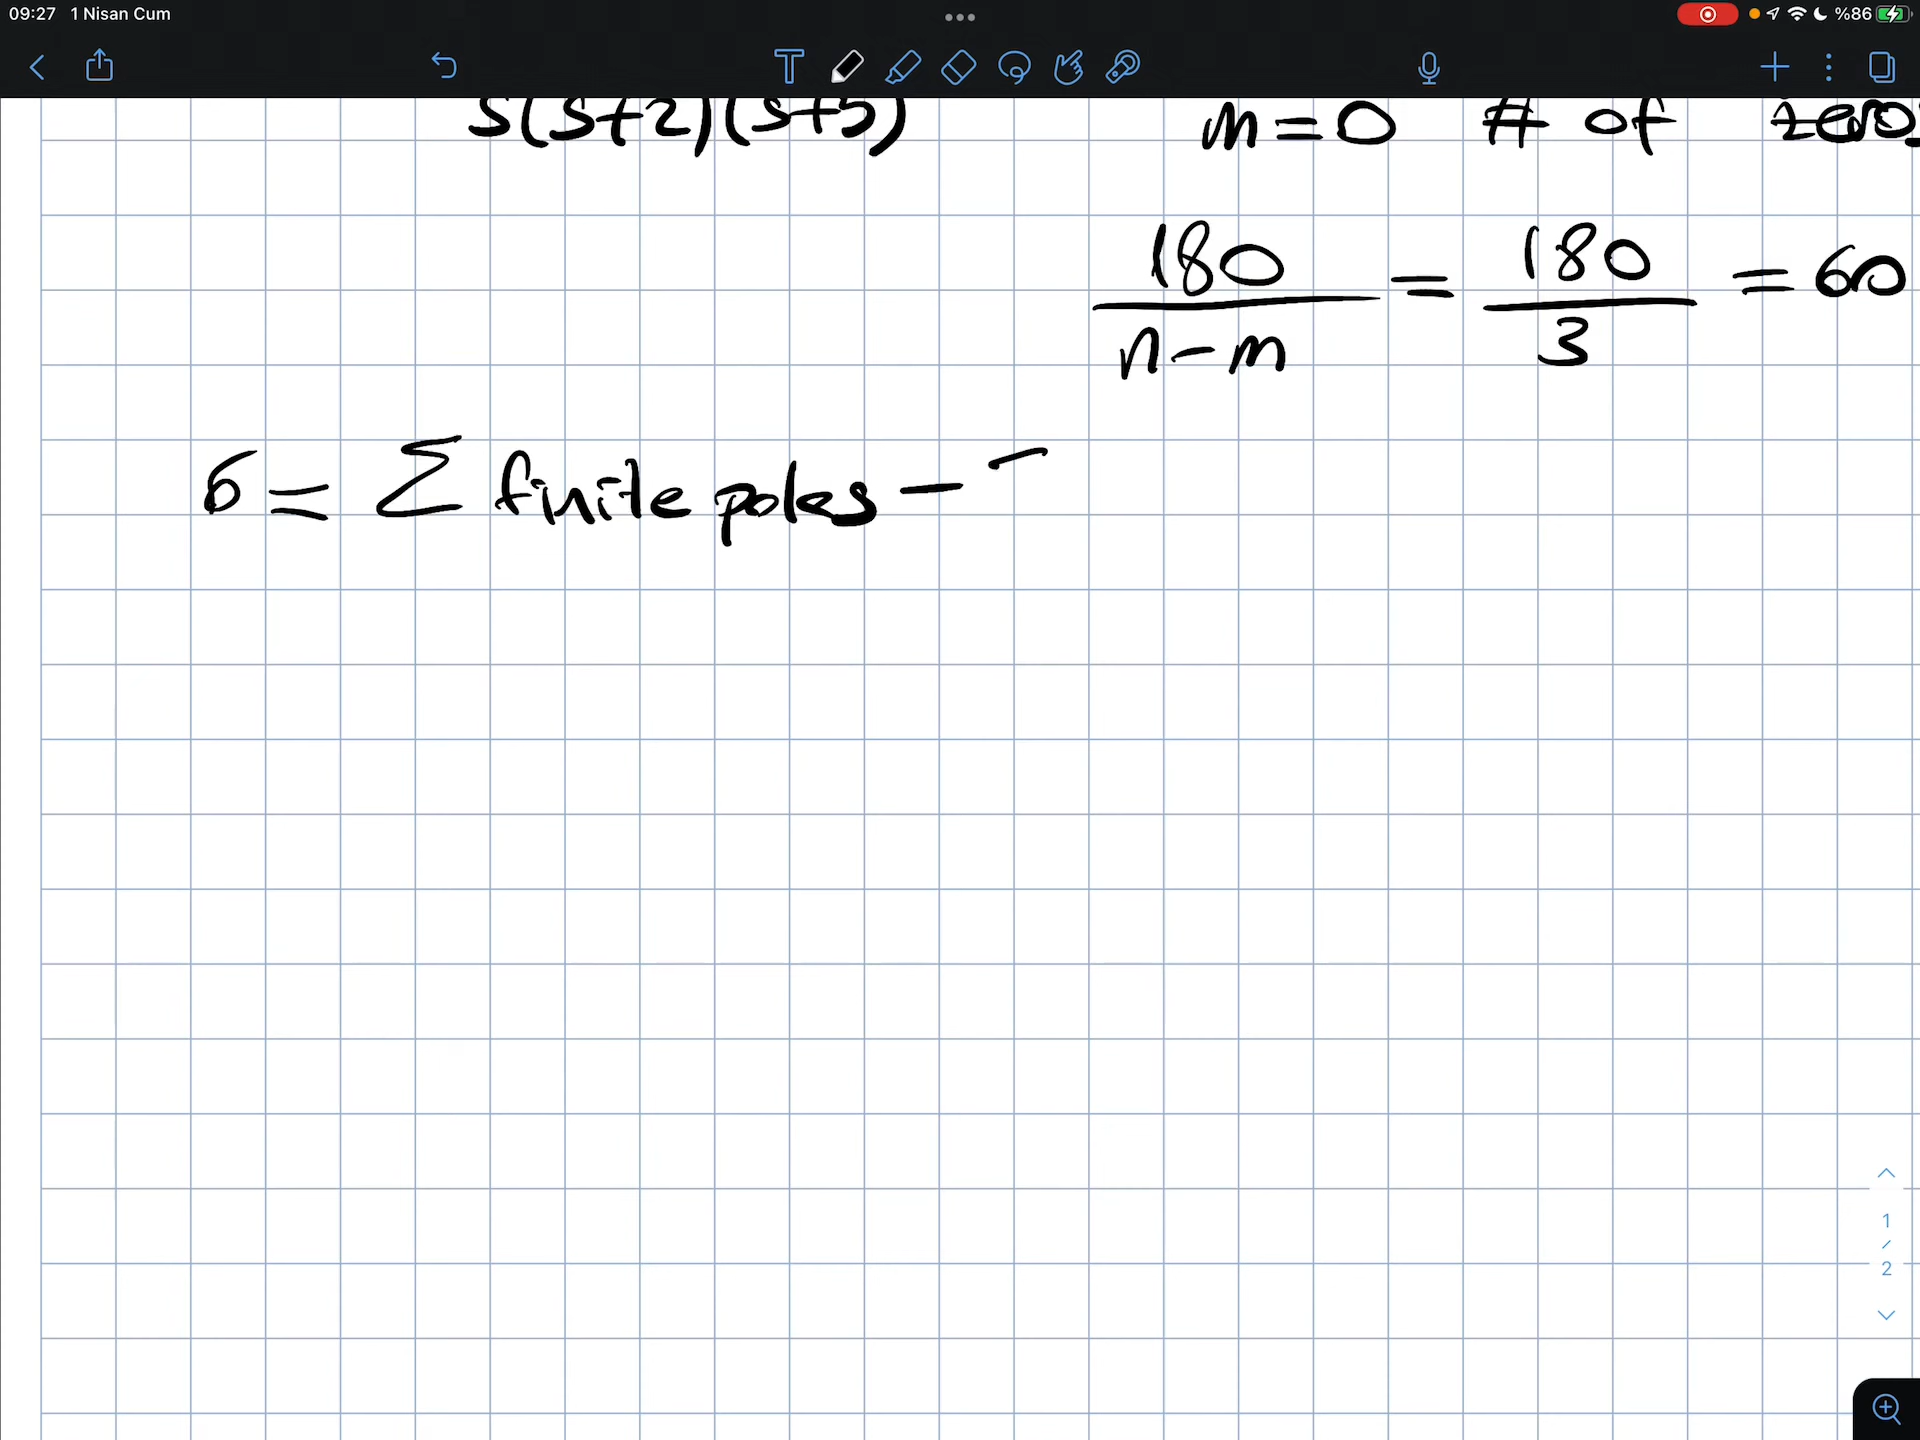 09:27 1 Nisan Cum
%86
s(s+2)(s+5) m=0 # of zeros
180/n-m = 180/3 = 60
σ = Σ finite poles -
1
/
2